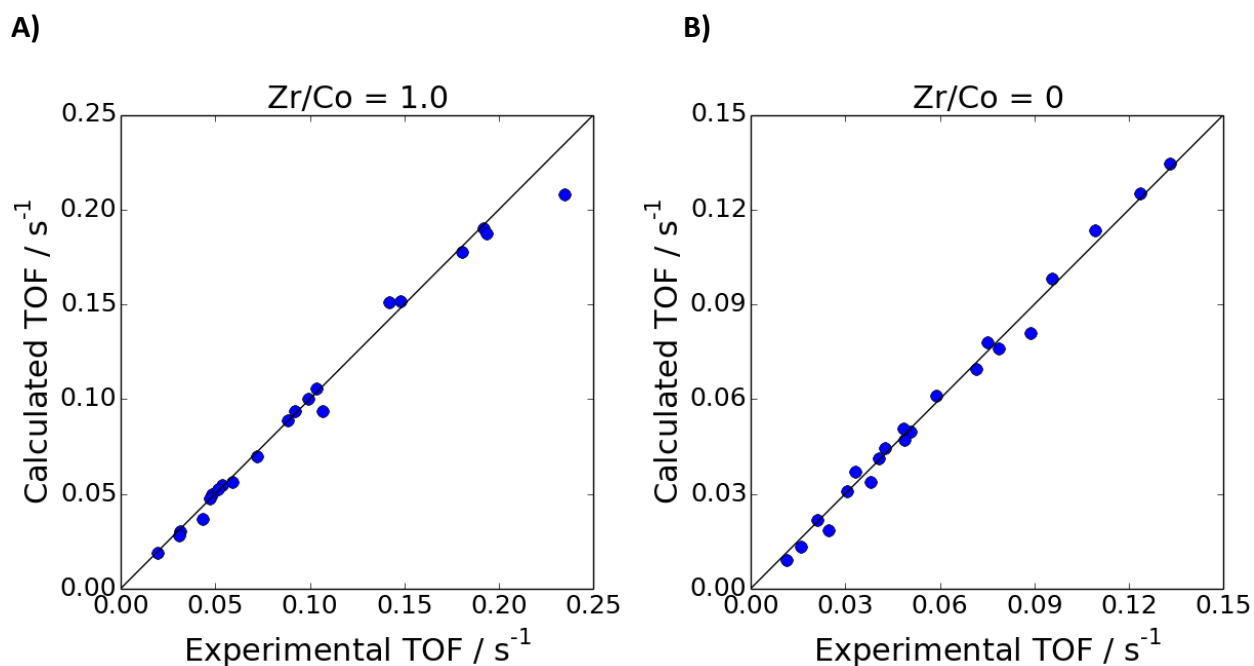 A)
B)
Zr/Co = 1.0
0.25
0.20
0.15
0.10
0.05
0.00
Calculated TOF / s⁻¹
0.00 0.05 0.10 0.15 0.20 0.25
Experimental TOF / s⁻¹
Zr/Co = 0
0.15
0.12
0.09
0.06
0.03
0.00
Calculated TOF / s⁻¹
0.00 0.03 0.06 0.09 0.12 0.15
Experimental TOF / s⁻¹